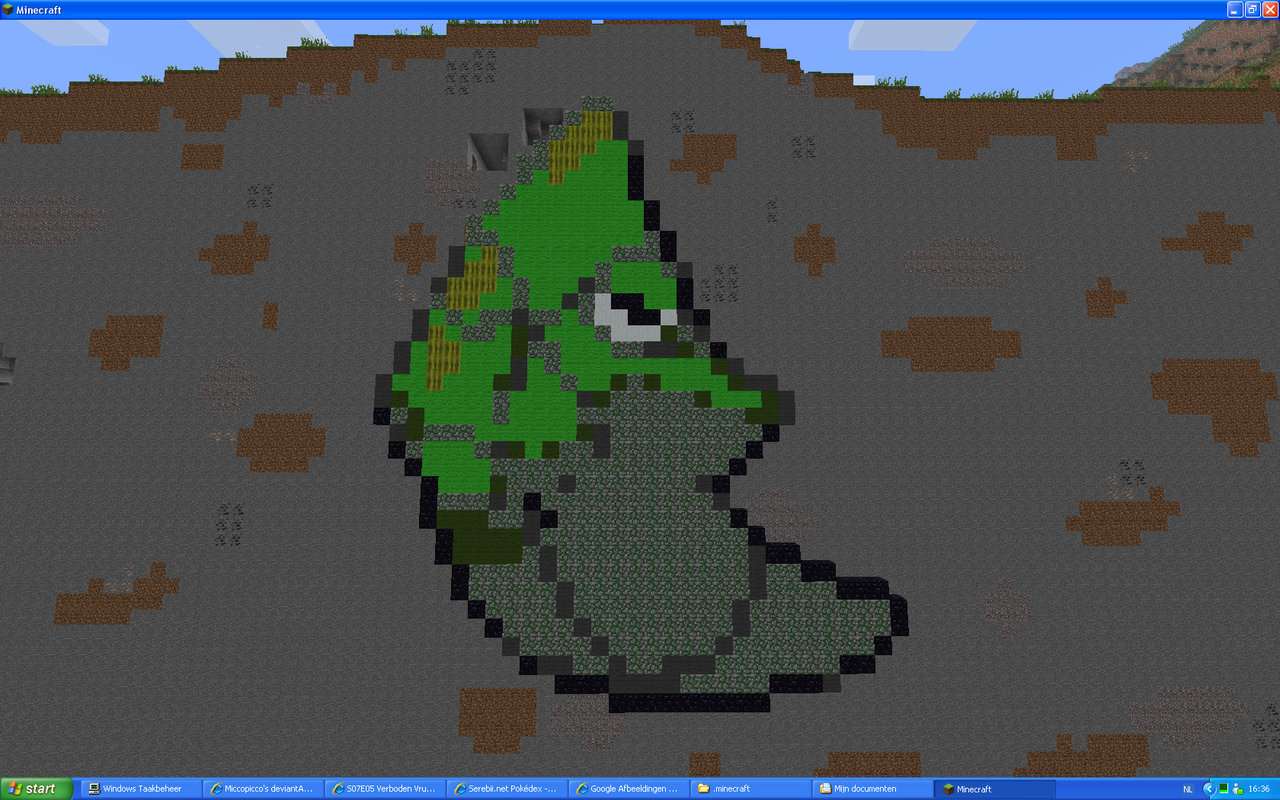 Minecraft
start
Windows Taakbeheer
Miccopicco's deviantA...
S07E05 Verboden Vru...
Serebii.net Pokédex -...
Google Afbeeldingen ...
.minecraft
Mijn documenten
Minecraft
NL
16:36